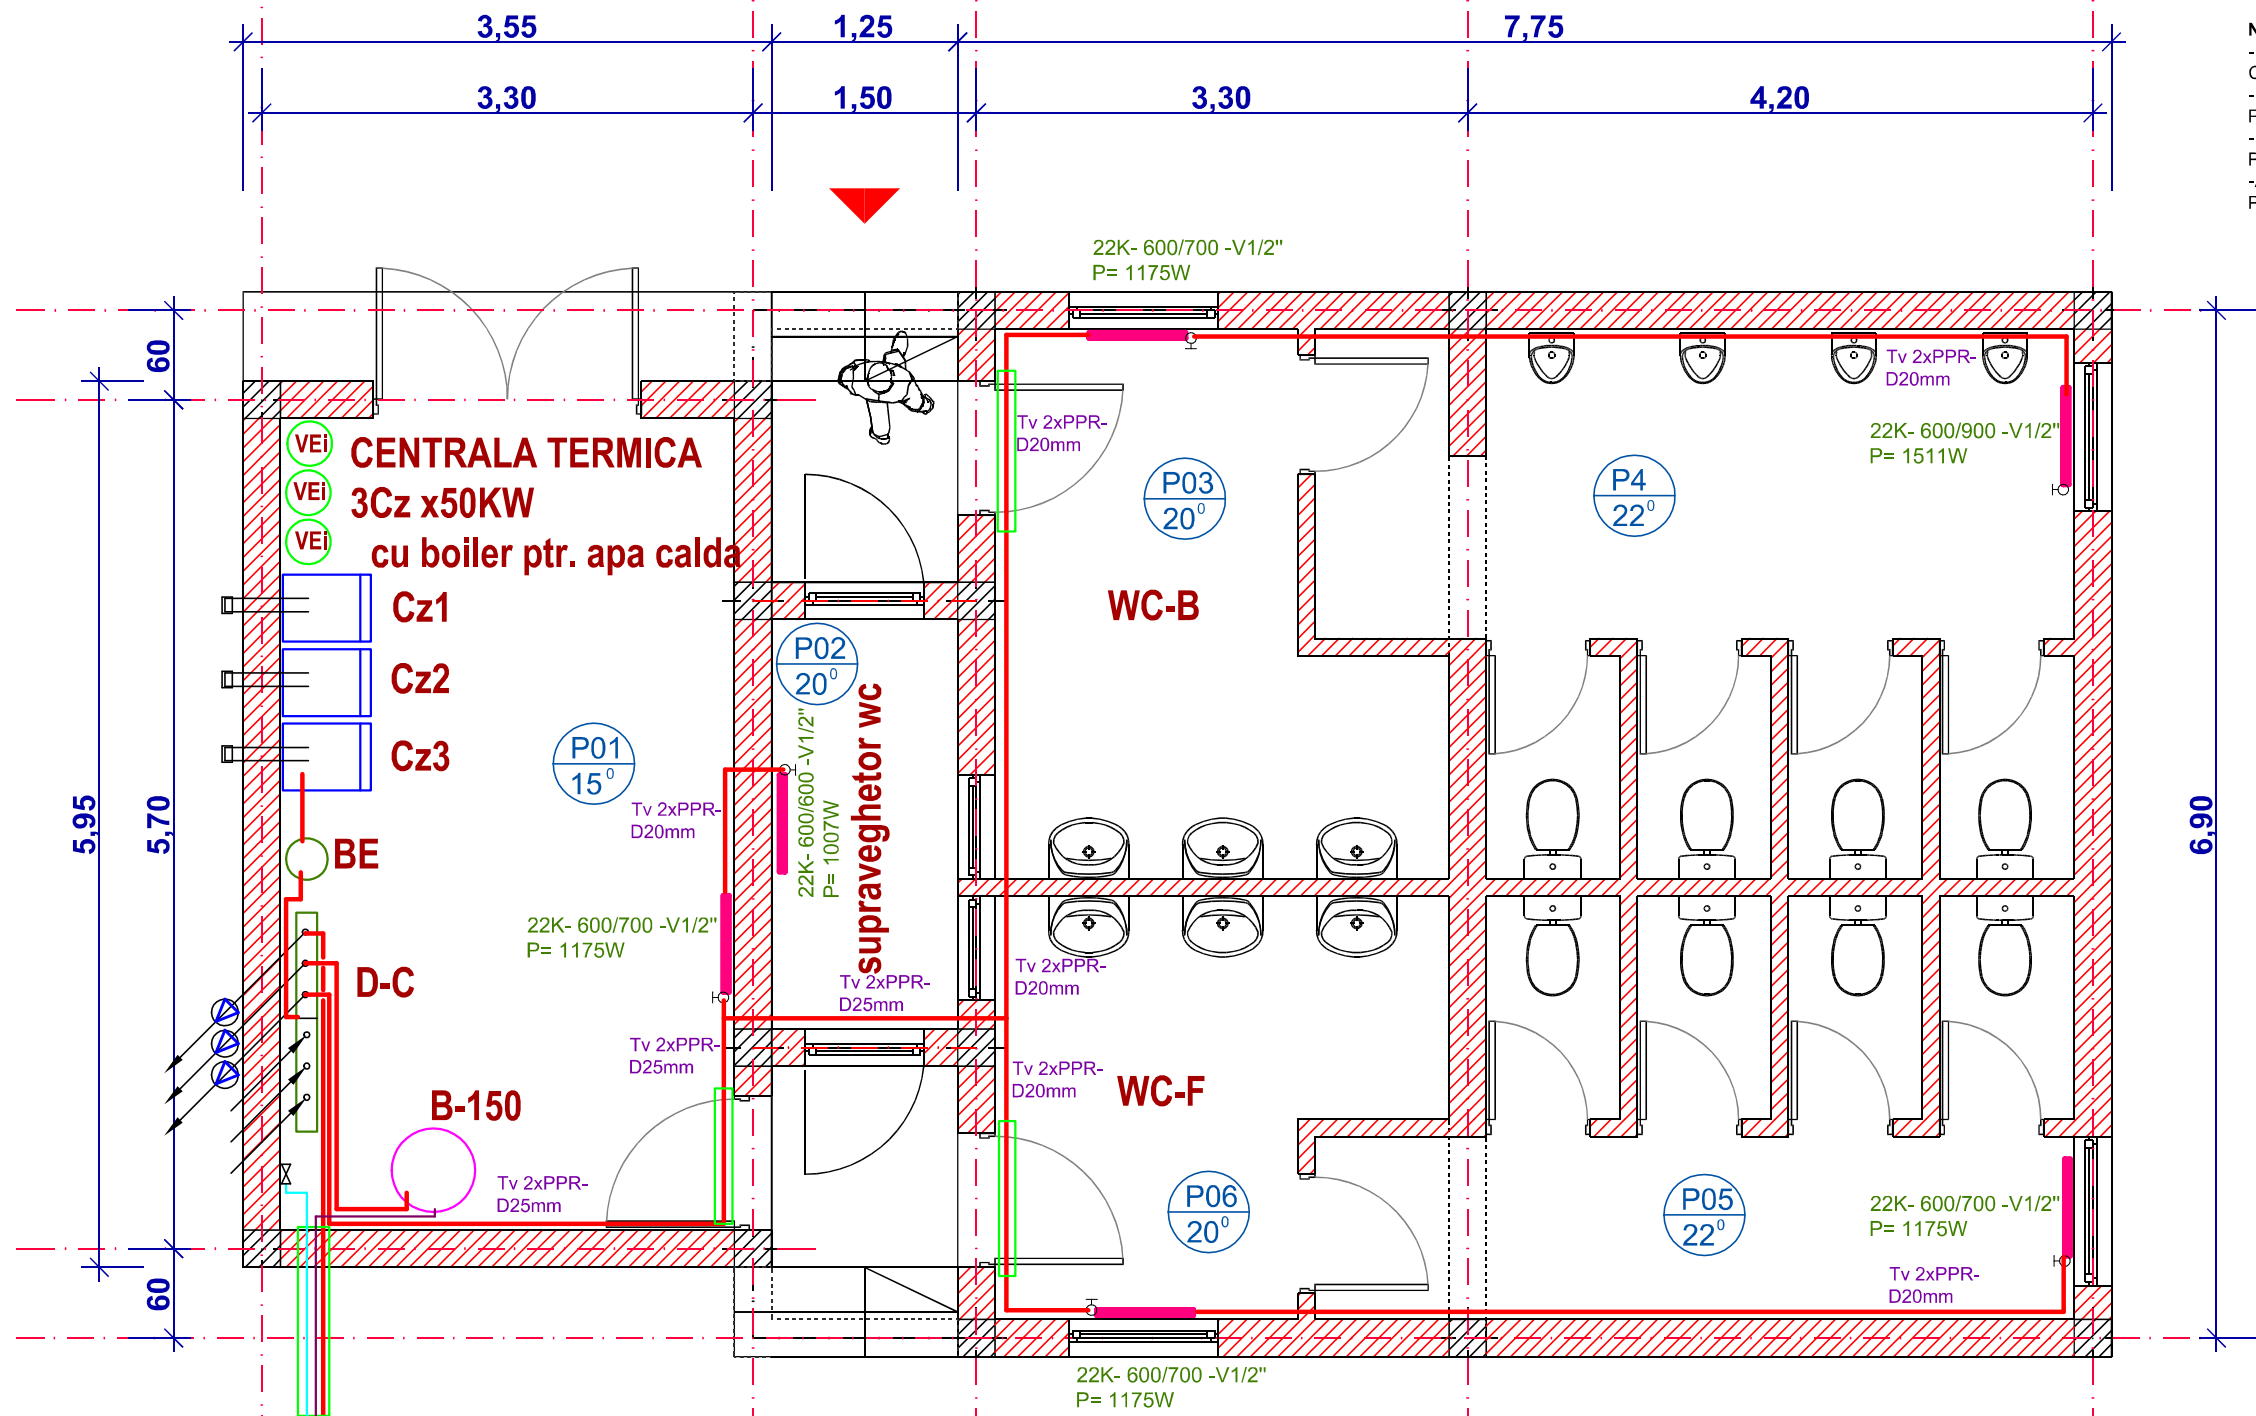 3,55
1,25
7,75
3,30
1,50
3,30
4,20
22K- 600/700 -V1/2"
P= 1175W
60
Tv 2xPPR-
D20mm
Tv 2xPPR-
D20mm
22K- 600/900 -V1/2"
P= 1511W
VEi
VEi
VEi
CENTRALA TERMICA
3Cz x50KW
cu boiler ptr. apa calda
P03
20⁰
P4
22⁰
Cz1
Cz2
Cz3
WC-B
P02
20⁰
supraveghetor wc
22K- 600/600 -V1/2"
P= 1007W
P01
15⁰
Tv 2xPPR-
D20mm
5,95
5,70
6,90
BE
22K- 600/700 -V1/2"
P= 1175W
D-C
Tv 2xPPR-
D25mm
Tv 2xPPR-
D20mm
Tv 2xPPR-
D25mm
Tv 2xPPR-
D20mm
WC-F
B-150
Tv 2xPPR-
D25mm
P06
20⁰
P05
22⁰
22K- 600/700 -V1/2"
P= 1175W
Tv 2xPPR-
D20mm
60
22K- 600/700 -V1/2"
P= 1175W